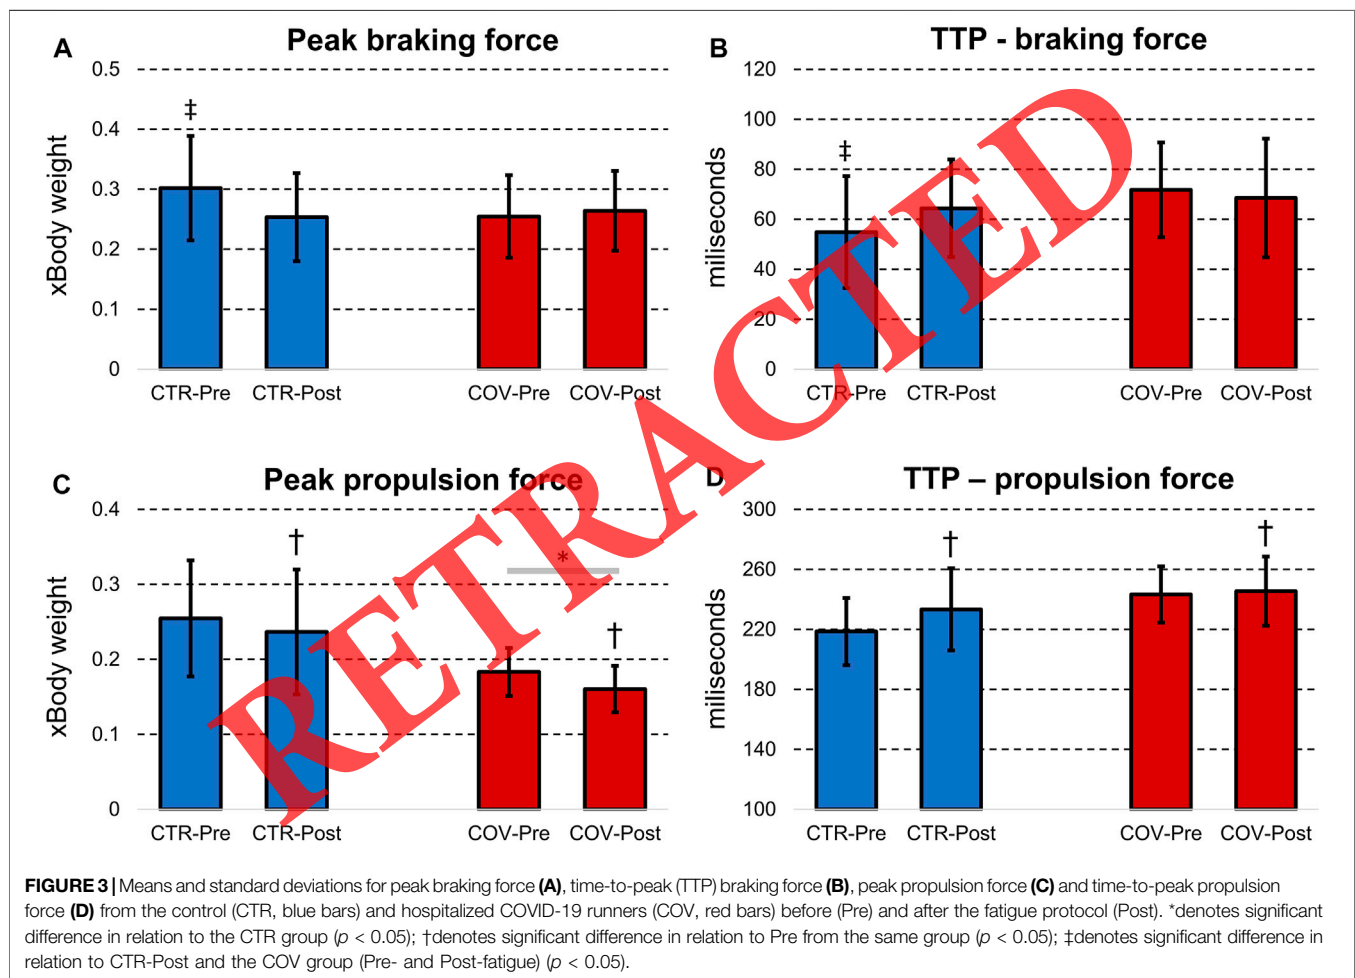 A
Peak braking force
0.5
0.4
0.3
0.2
0.1
0
xBody weight
‡
CTR-Pre CTR-Post COV-Pre COV-Post
B
TTP - braking force
120
100
80
60
40
20
0
miliseconds
‡
CTR-Pre CTR-Post COV-Pre COV-Post
C
Peak propulsion force
0.4
0.3
0.2
0.1
0
xBody weight
†
*
†
CTR-Pre CTR-Post COV-Pre COV-Post
D
TTP – propulsion force
300
260
220
180
140
100
miliseconds
†
†
CTR-Pre CTR-Post COV-Pre COV-Post
RETRACTED
FIGURE 3 | Means and standard deviations for peak braking force (A), time-to-peak (TTP) braking force (B), peak propulsion force (C) and time-to-peak propulsion
force (D) from the control (CTR, blue bars) and hospitalized COVID-19 runners (COV, red bars) before (Pre) and after the fatigue protocol (Post). *denotes significant
difference in relation to the CTR group (p < 0.05); †denotes significant difference in relation to Pre from the same group (p < 0.05); ‡denotes significant difference in
relation to CTR-Post and the COV group (Pre- and Post-fatigue) (p < 0.05).